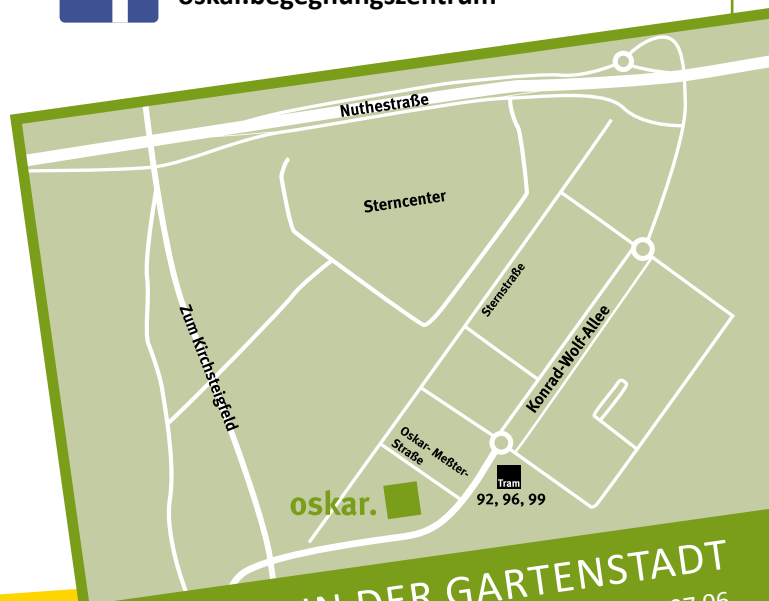 Nuthestraße
Sterncenter
Sternstraße
Zum Kirchsteigfeld
Konrad-Wolf-Allee
Oskar- Meßter-
Straße
oskar.
Tram
92, 96, 99
IN DER GARTENSTADT